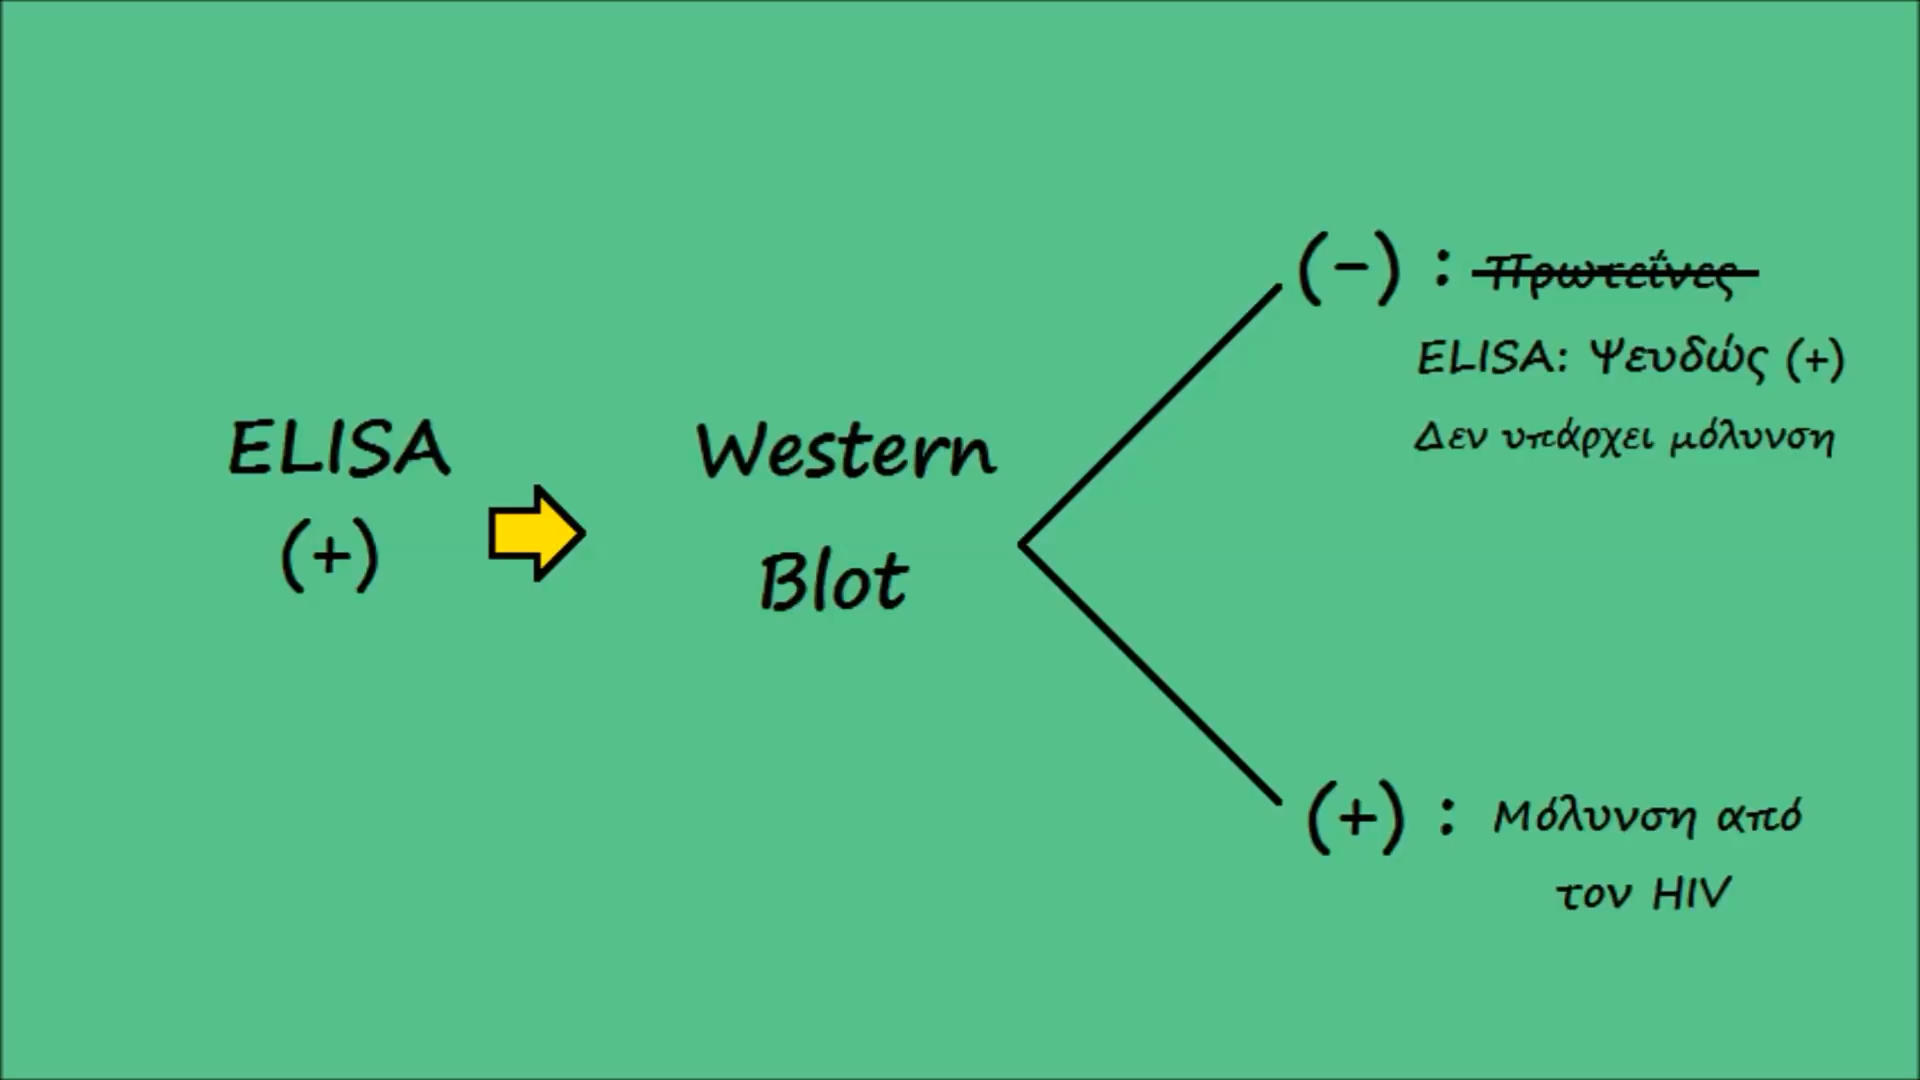 ELISA
(+)
Western
Blot
(-) : Πρωτεΐνες
ELISA: Ψευδώς (+)
Δεν υπάρχει μόλυνση
(+) : Μόλυνση από
τον HIV